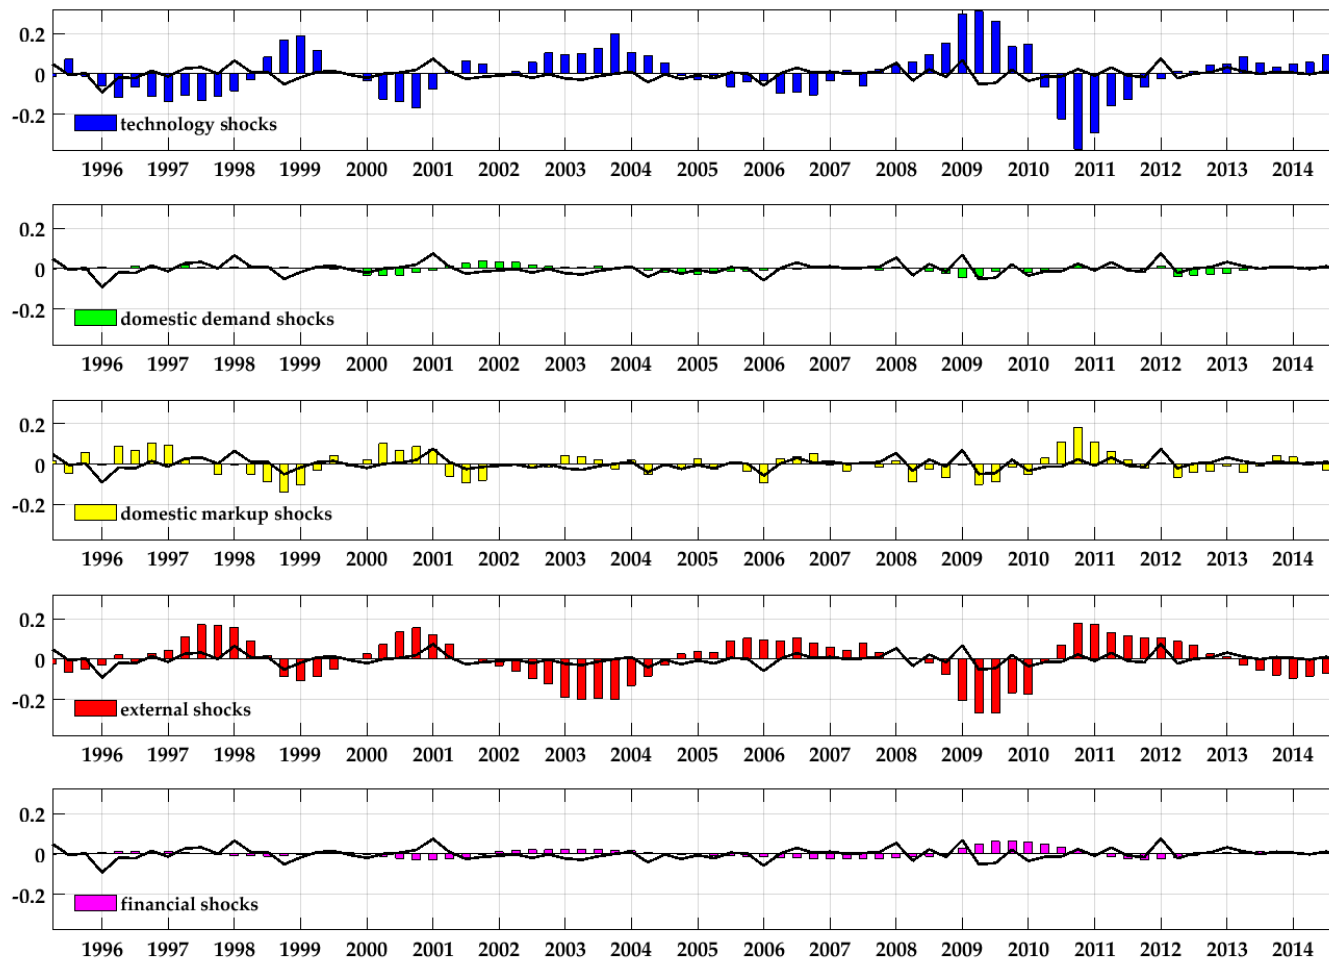 0.2
0
-0.2
technology shocks
1996 1997 1998 1999 2000 2001 2002 2003 2004 2005 2006 2007 2008 2009 2010 2011 2012 2013 2014
0.2
0
-0.2
domestic demand shocks
1996 1997 1998 1999 2000 2001 2002 2003 2004 2005 2006 2007 2008 2009 2010 2011 2012 2013 2014
0.2
0
-0.2
domestic markup shocks
1996 1997 1998 1999 2000 2001 2002 2003 2004 2005 2006 2007 2008 2009 2010 2011 2012 2013 2014
0.2
0
-0.2
external shocks
1996 1997 1998 1999 2000 2001 2002 2003 2004 2005 2006 2007 2008 2009 2010 2011 2012 2013 2014
0.2
0
-0.2
financial shocks
1996 1997 1998 1999 2000 2001 2002 2003 2004 2005 2006 2007 2008 2009 2010 2011 2012 2013 2014